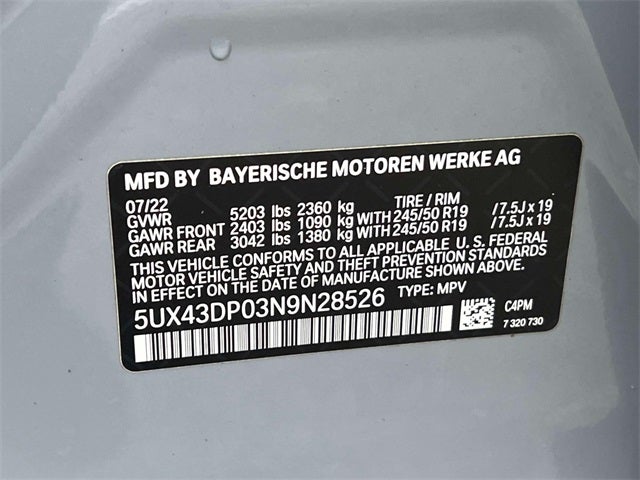 MFD BY BAYERISCHE MOTOREN WERKE AG
07/22 TIRE / RIM
GVWR 5203 lbs 2360 kg
GAWR FRONT 2403 lbs 1090 kg WITH 245/50 R19 / 7.5J x 19
GAWR REAR 3042 lbs 1380 kg WITH 245/50 R19 / 7.5J x 19
THIS VEHICLE CONFORMS TO ALL APPLICABLE U. S. FEDERAL
MOTOR VEHICLE SAFETY AND THEFT PREVENTION STANDARDS
IN EFFECT ON THE DATE OF MANUFACTURE SHOWN ABOVE.
5UX43DP03N9N28526 TYPE: MPV
C4PM
7 320 730